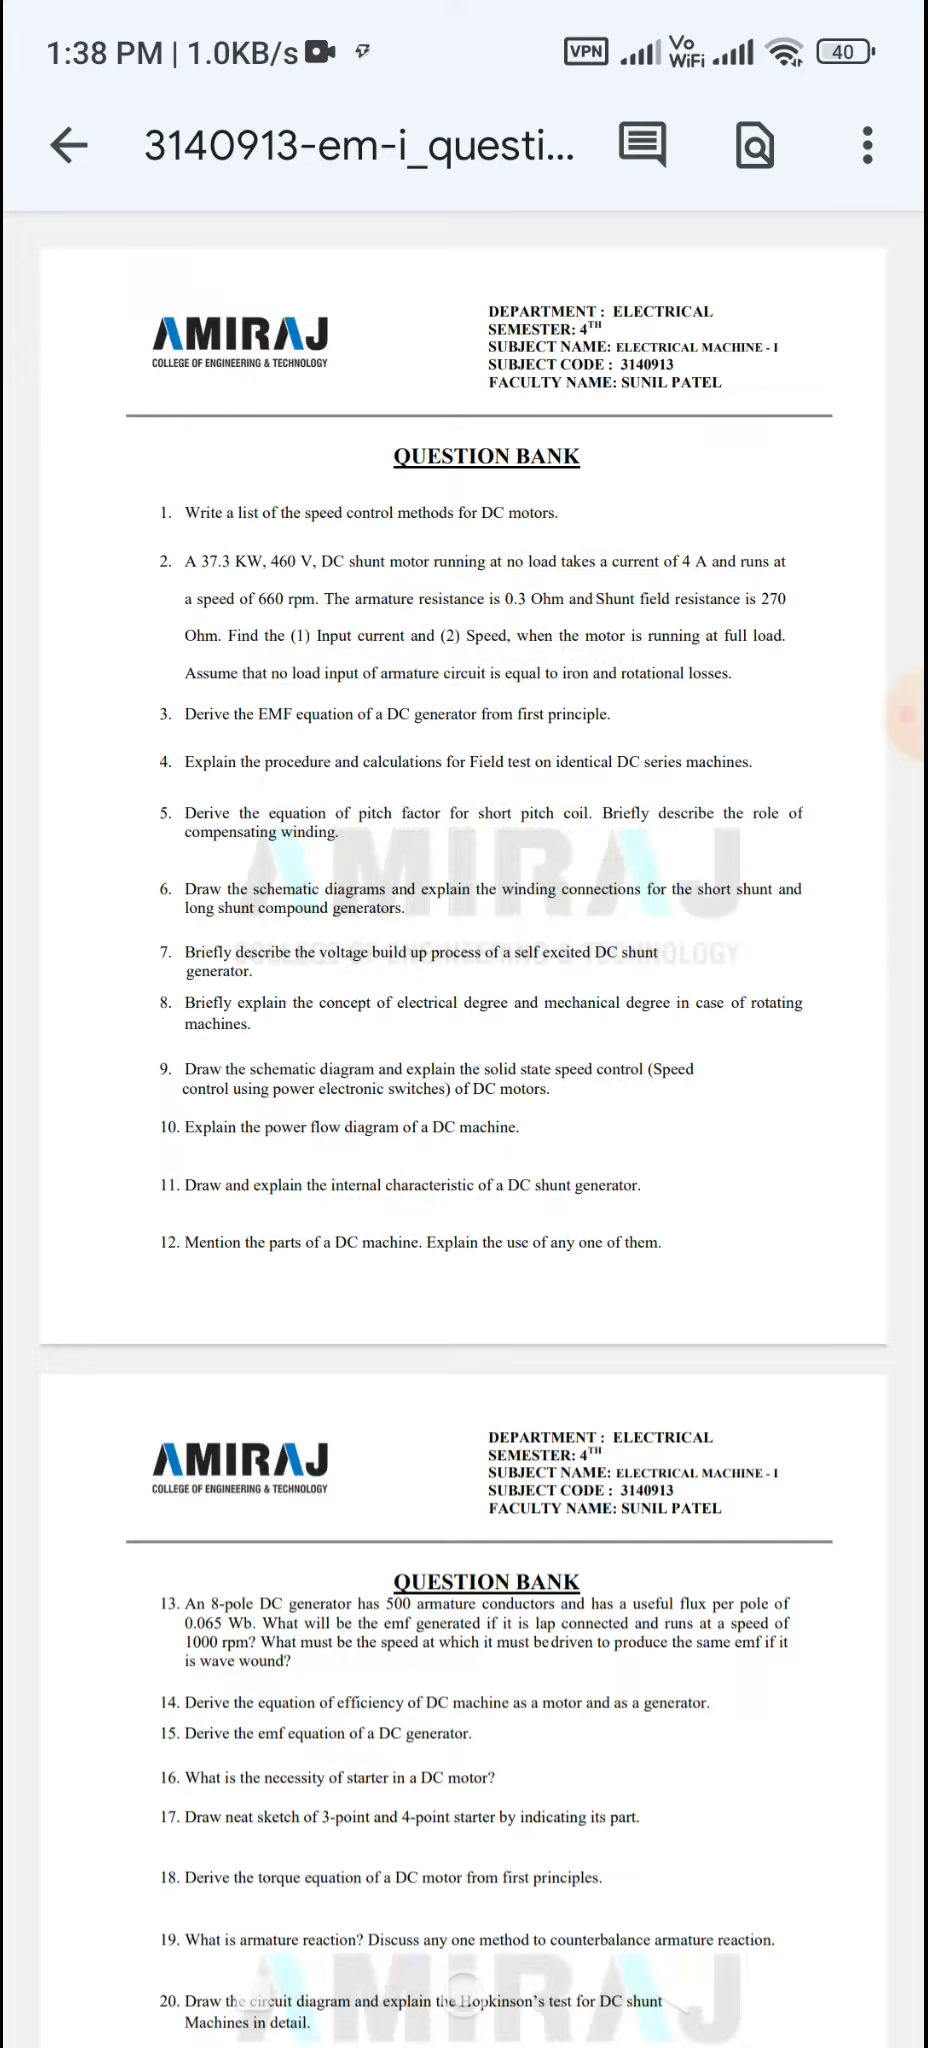 1:38 PM | 1.0KB/s
VPN
Vo
WiFi
40
3140913-em-i_questi...
AMIRAJ
COLLEGE OF ENGINEERING & TECHNOLOGY
DEPARTMENT : ELECTRICAL
SEMESTER: 4TH
SUBJECT NAME: ELECTRICAL MACHINE - I
SUBJECT CODE : 3140913
FACULTY NAME: SUNIL PATEL
QUESTION BANK
1. Write a list of the speed control methods for DC motors.
2. A 37.3 KW, 460 V, DC shunt motor running at no load takes a current of 4 A and runs at
a speed of 660 rpm. The armature resistance is 0.3 Ohm and Shunt field resistance is 270
Ohm. Find the (1) Input current and (2) Speed, when the motor is running at full load.
Assume that no load input of armature circuit is equal to iron and rotational losses.
3. Derive the EMF equation of a DC generator from first principle.
4. Explain the procedure and calculations for Field test on identical DC series machines.
5. Derive the equation of pitch factor for short pitch coil. Briefly describe the role of
compensating winding.
AMIRAJ
COLLEGE OF ENGINEERING & TECHNOLOGY
6. Draw the schematic diagrams and explain the winding connections for the short shunt and
long shunt compound generators.
7. Briefly describe the voltage build up process of a self excited DC shunt
generator.
8. Briefly explain the concept of electrical degree and mechanical degree in case of rotating
machines.
9. Draw the schematic diagram and explain the solid state speed control (Speed
control using power electronic switches) of DC motors.
10. Explain the power flow diagram of a DC machine.
11. Draw and explain the internal characteristic of a DC shunt generator.
12. Mention the parts of a DC machine. Explain the use of any one of them.
AMIRAJ
COLLEGE OF ENGINEERING & TECHNOLOGY
DEPARTMENT : ELECTRICAL
SEMESTER: 4TH
SUBJECT NAME: ELECTRICAL MACHINE - I
SUBJECT CODE : 3140913
FACULTY NAME: SUNIL PATEL
QUESTION BANK
13. An 8-pole DC generator has 500 armature conductors and has a useful flux per pole of
0.065 Wb. What will be the emf generated if it is lap connected and runs at a speed of
1000 rpm? What must be the speed at which it must be driven to produce the same emf if it
is wave wound?
14. Derive the equation of efficiency of DC machine as a motor and as a generator.
15. Derive the emf equation of a DC generator.
16. What is the necessity of starter in a DC motor?
17. Draw neat sketch of 3-point and 4-point starter by indicating its part.
18. Derive the torque equation of a DC motor from first principles.
19. What is armature reaction? Discuss any one method to counterbalance armature reaction.
AMIRAJ
20. Draw the circuit diagram and explain the Hopkinson's test for DC shunt
Machines in detail.